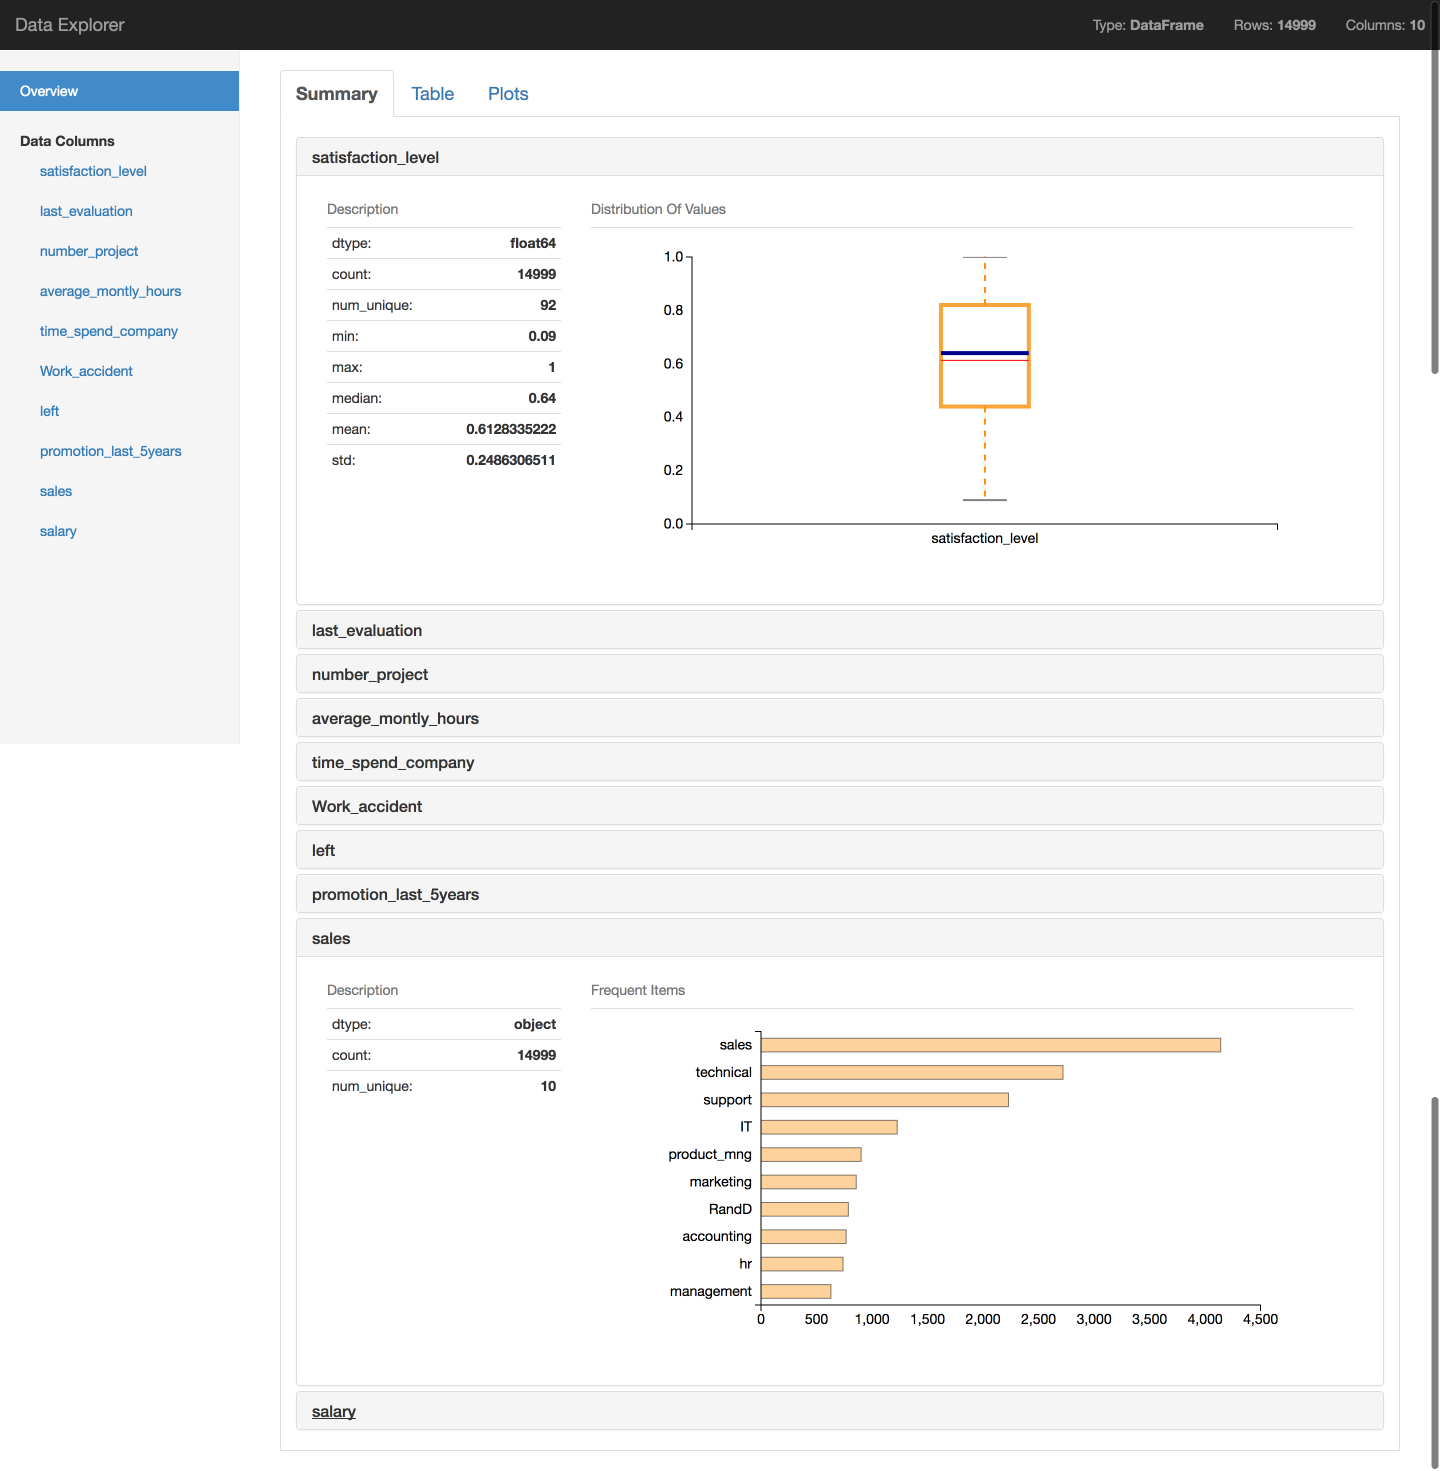 Data Explorer
Type: DataFrame Rows: 14999 Columns: 10
Overview
Data Columns
satisfaction_level
last_evaluation
number_project
average_montly_hours
time_spend_company
Work_accident
left
promotion_last_5years
sales
salary
Summary Table Plots
satisfaction_level
Description
dtype: float64
count: 14999
num_unique: 92
min: 0.09
max: 1
median: 0.64
mean: 0.6128335222
std: 0.2486306511
Distribution Of Values
1.0
0.8
0.6
0.4
0.2
0.0
satisfaction_level
last_evaluation
number_project
average_montly_hours
time_spend_company
Work_accident
left
promotion_last_5years
sales
Description
dtype: object
count: 14999
num_unique: 10
Frequent Items
sales
technical
support
IT
product_mng
marketing
RandD
accounting
hr
management
0 500 1,000 1,500 2,000 2,500 3,000 3,500 4,000 4,500
salary